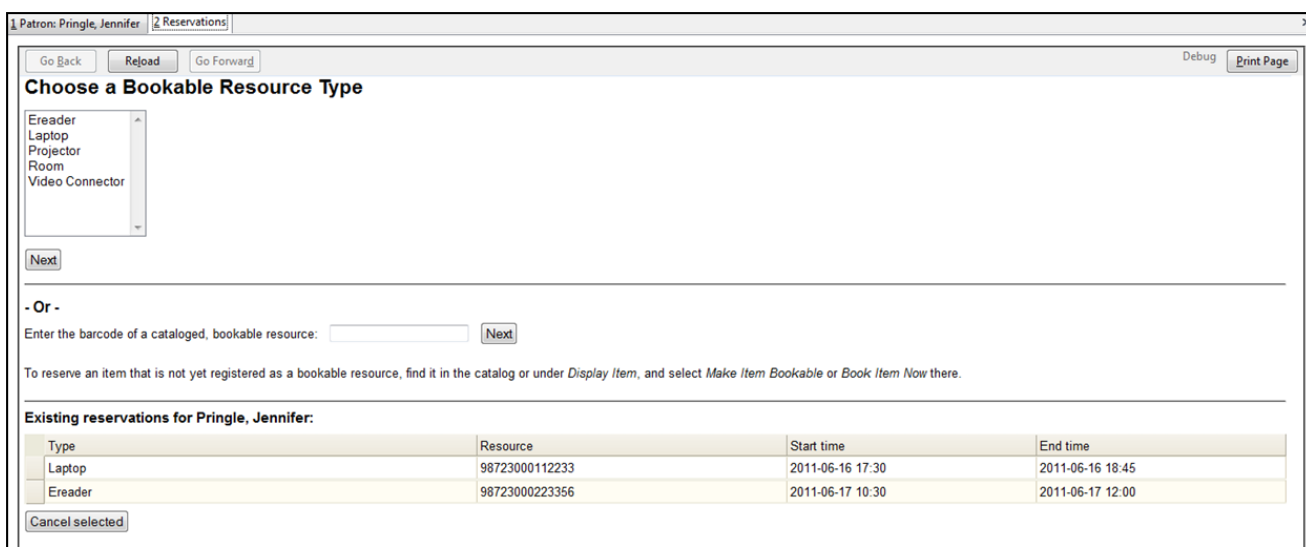 1 Patron: Pringle, Jennifer 2 Reservations
Go Back Reload Go Forward Debug Print Page
Choose a Bookable Resource Type
Ereader
Laptop
Projector
Room
Video Connector
Next
- Or -
Enter the barcode of a cataloged, bookable resource: Next
To reserve an item that is not yet registered as a bookable resource, find it in the catalog or under Display Item, and select Make Item Bookable or Book Item Now there.
Existing reservations for Pringle, Jennifer:
Type Resource Start time End time
Laptop 98723000112233 2011-06-16 17:30 2011-06-16 18:45
Ereader 98723000223356 2011-06-17 10:30 2011-06-17 12:00
Cancel selected